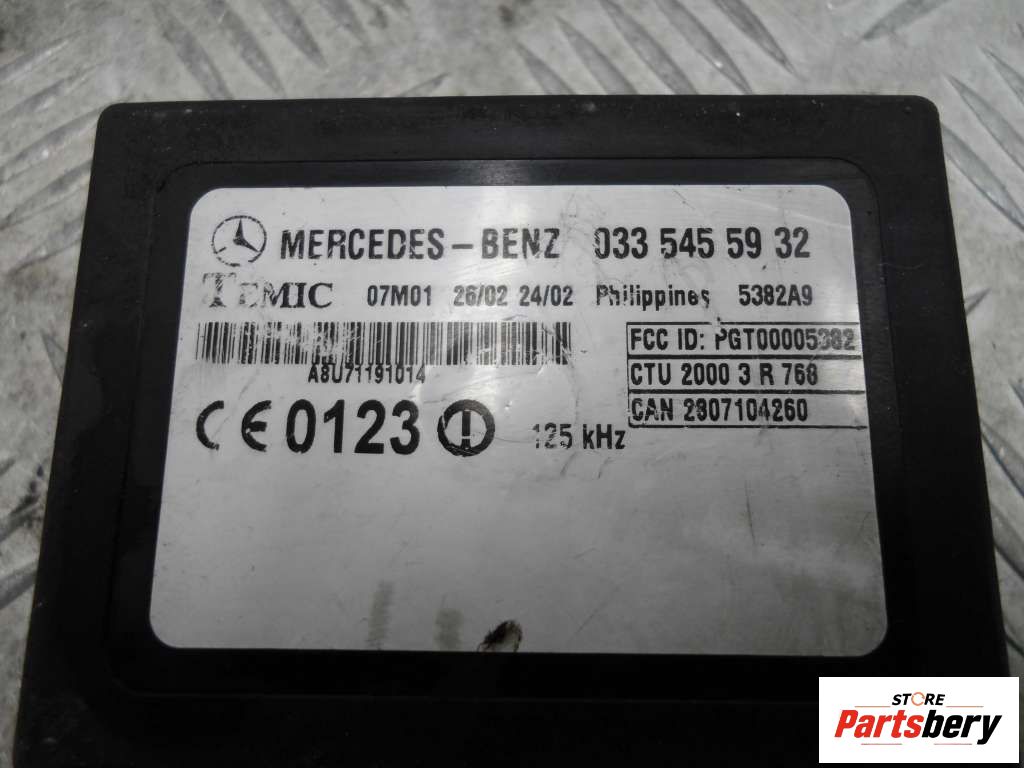 MERCEDES-BENZ 033 545 59 32
TEMIC 07M01 26/02 24/02 Philippines 5382A9
FCC ID: PGT00005382
A8U71191014
CTU 2000 3 R 768
CAN 2807104260
CE 0123 125 kHz
STORE
Partsbery